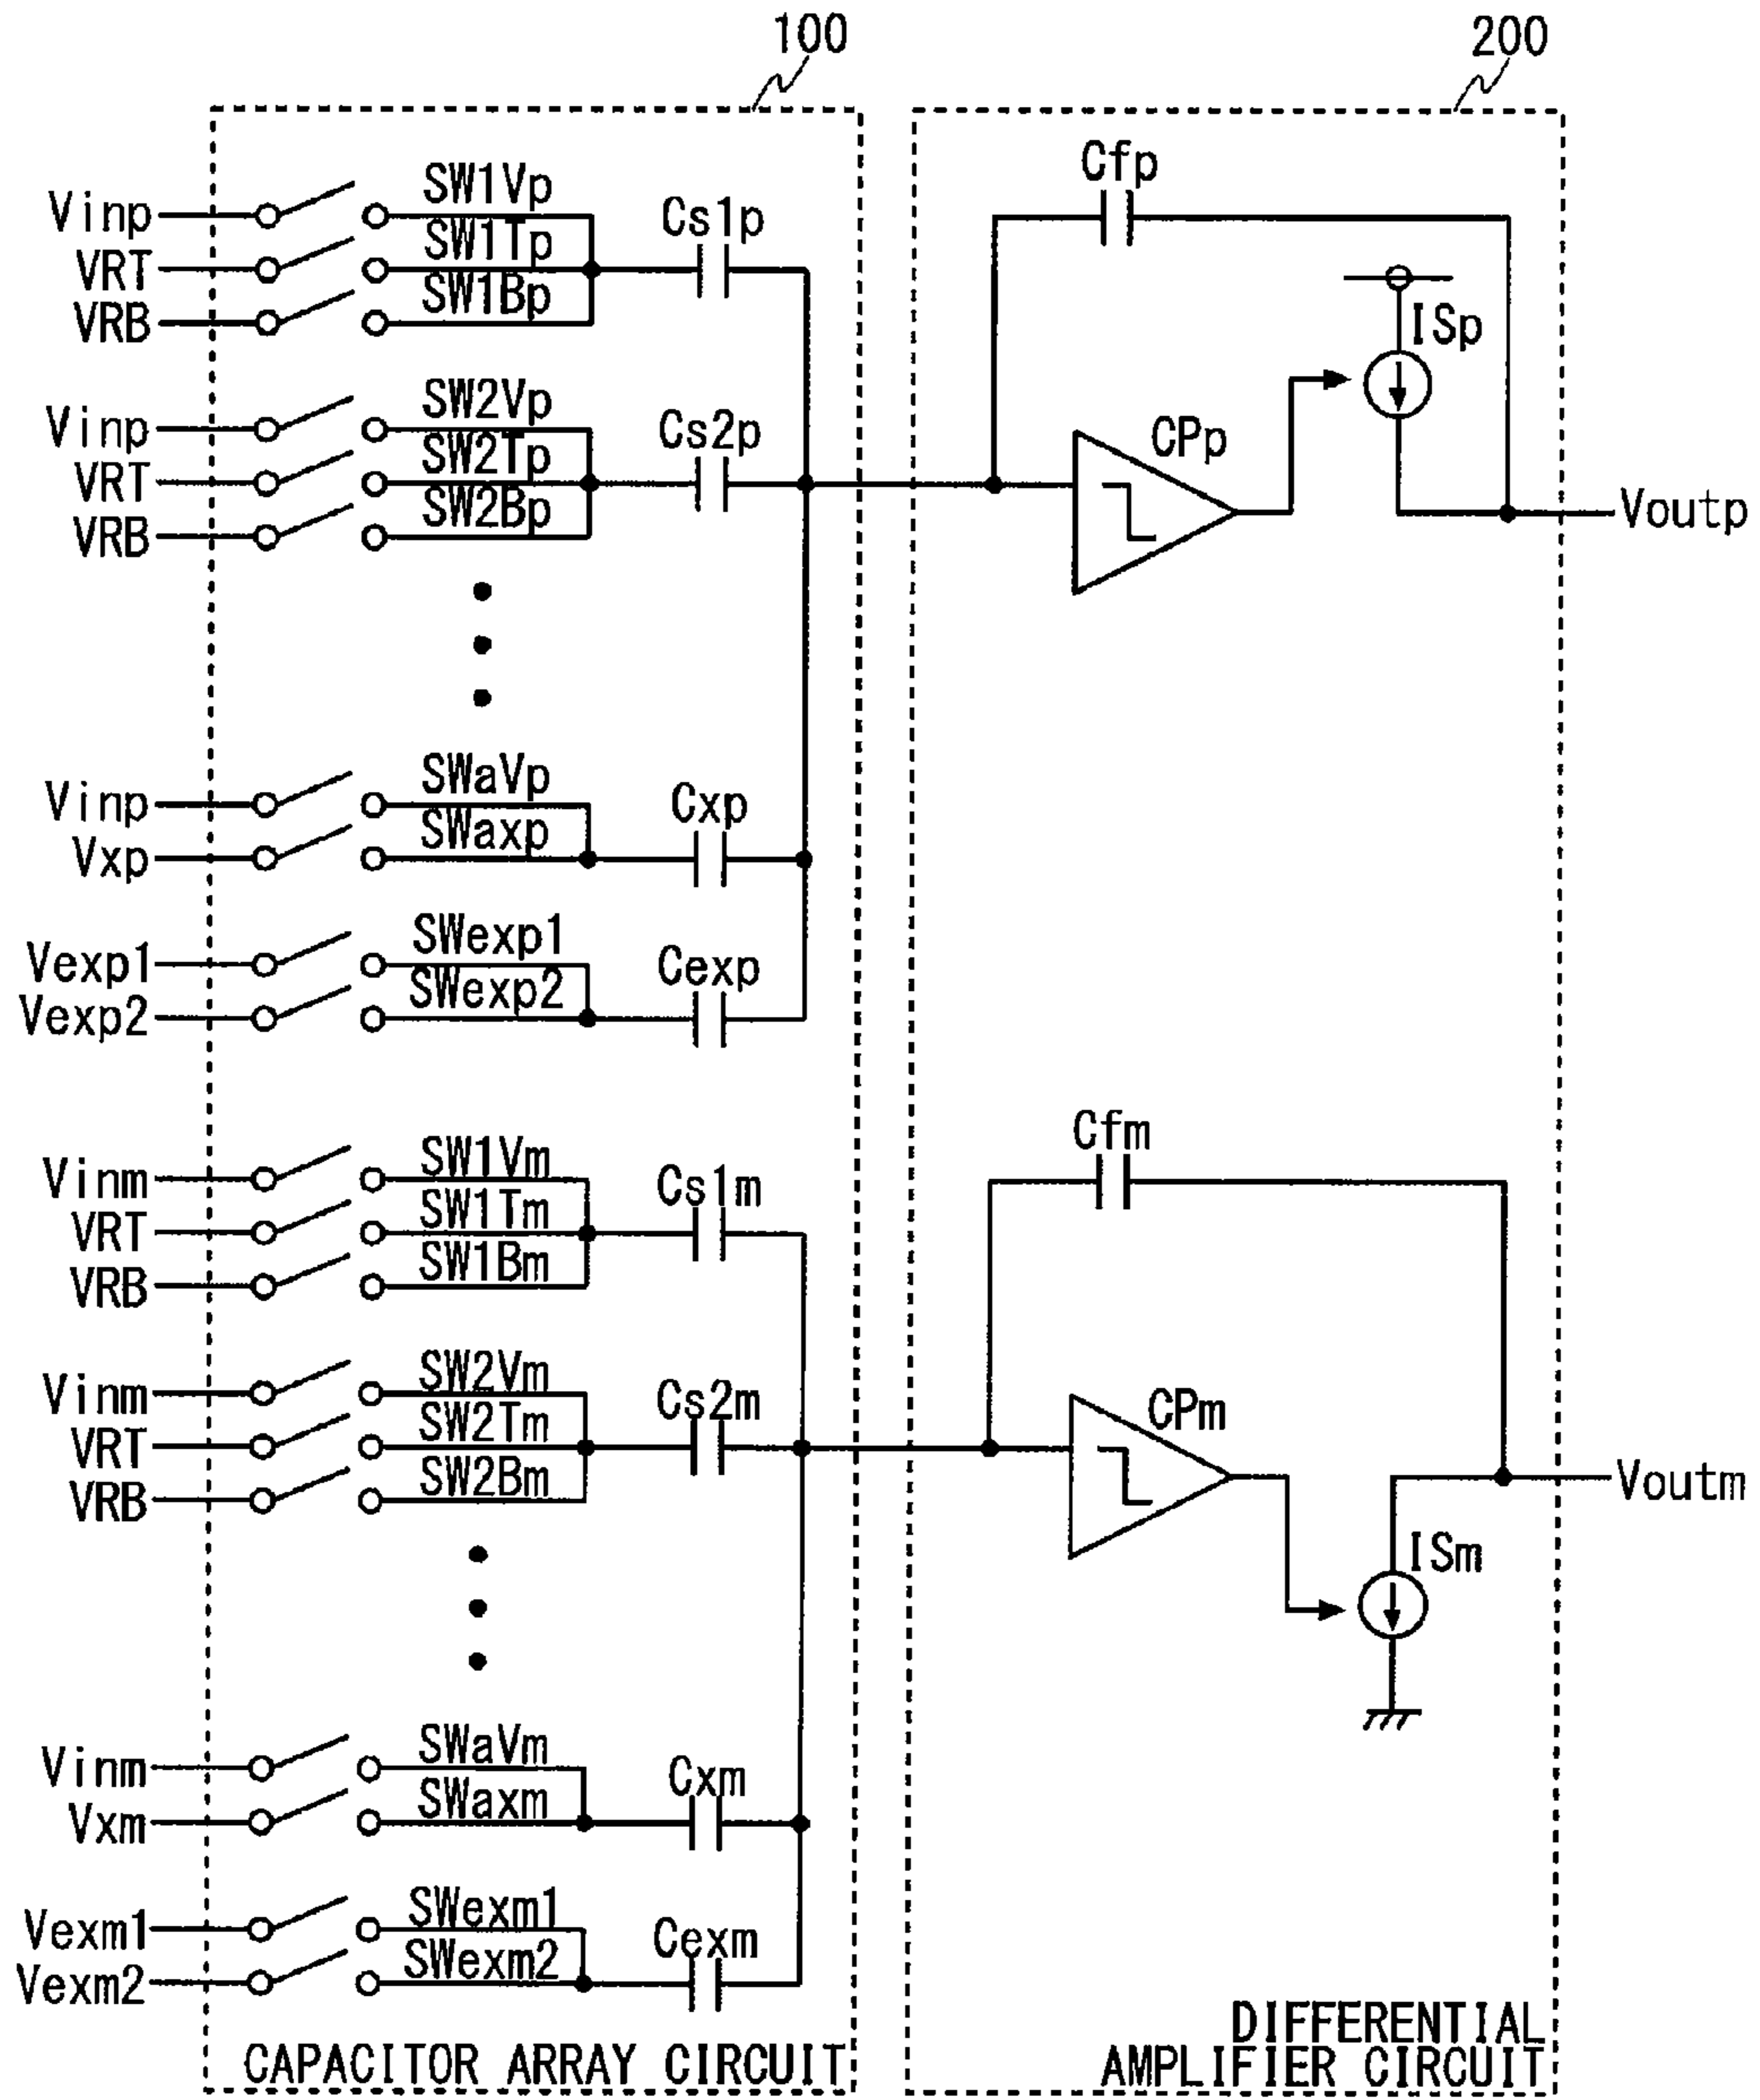 100
200
Vinp
SW1Vp
VRT
SW1Tp
VRB
SW1Bp
Cs1p
Cfp
ISp
Vinp
SW2Vp
VRT
SW2Tp
VRB
SW2Bp
Cs2p
CPp
Voutp
Vinp
SWaVp
Vxp
SWaxp
Cxp
Vexp1
SWexp1
Vexp2
SWexp2
Cexp
Vinm
SW1Vm
VRT
SW1Tm
VRB
SW1Bm
Cs1m
Cfm
Vinm
SW2Vm
VRT
SW2Tm
VRB
SW2Bm
Cs2m
CPm
Voutm
ISm
Vinm
SWaVm
Vxm
SWaxm
Cxm
Vexm1
SWexm1
Vexm2
SWexm2
Cexm
CAPACITOR ARRAY CIRCUIT
DIFFERENTIAL
AMPLIFIER CIRCUIT